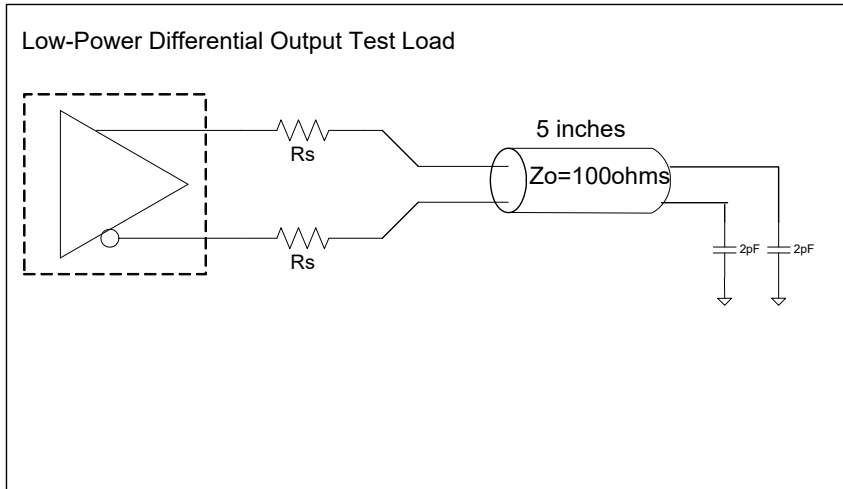 Low-Power Differential Output Test Load
Rs
5 inches
Zo=100ohms
Rs
2pF
2pF